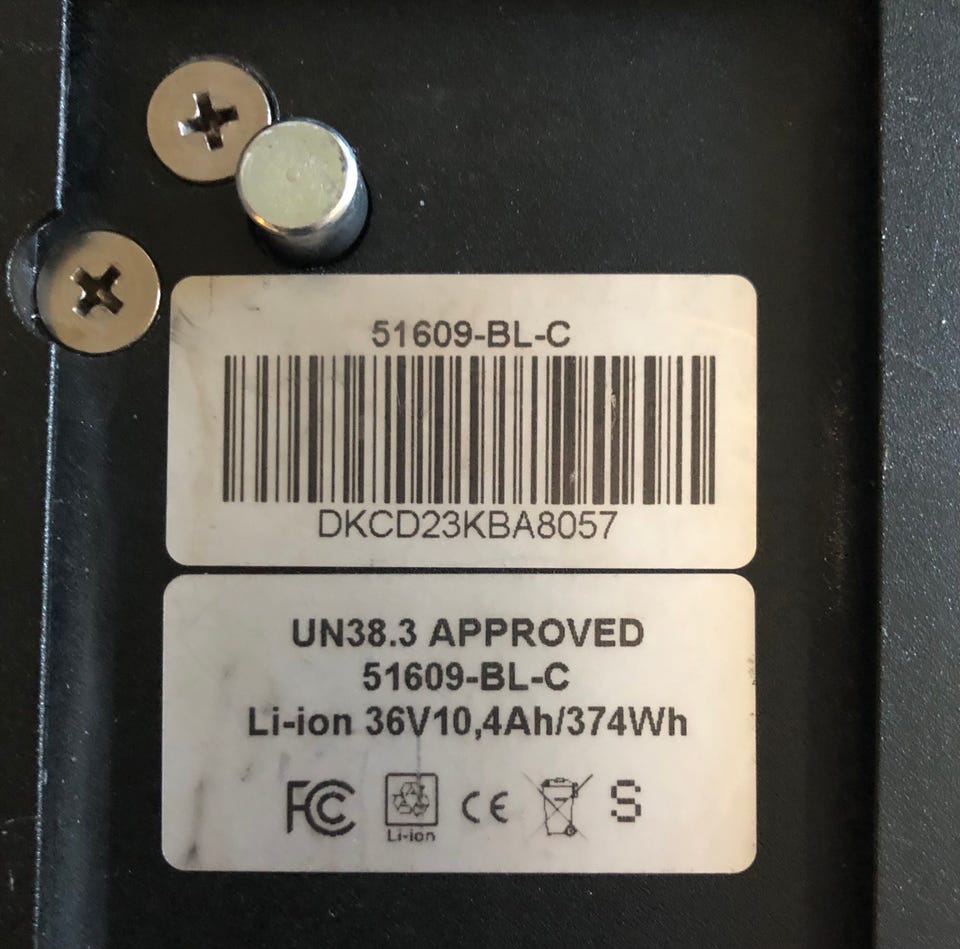 51609-BL-C
DKCD23KBA8057
UN38.3 APPROVED
51609-BL-C
Li-ion 36V10,4Ah/374Wh
FC CE S
Li-ion